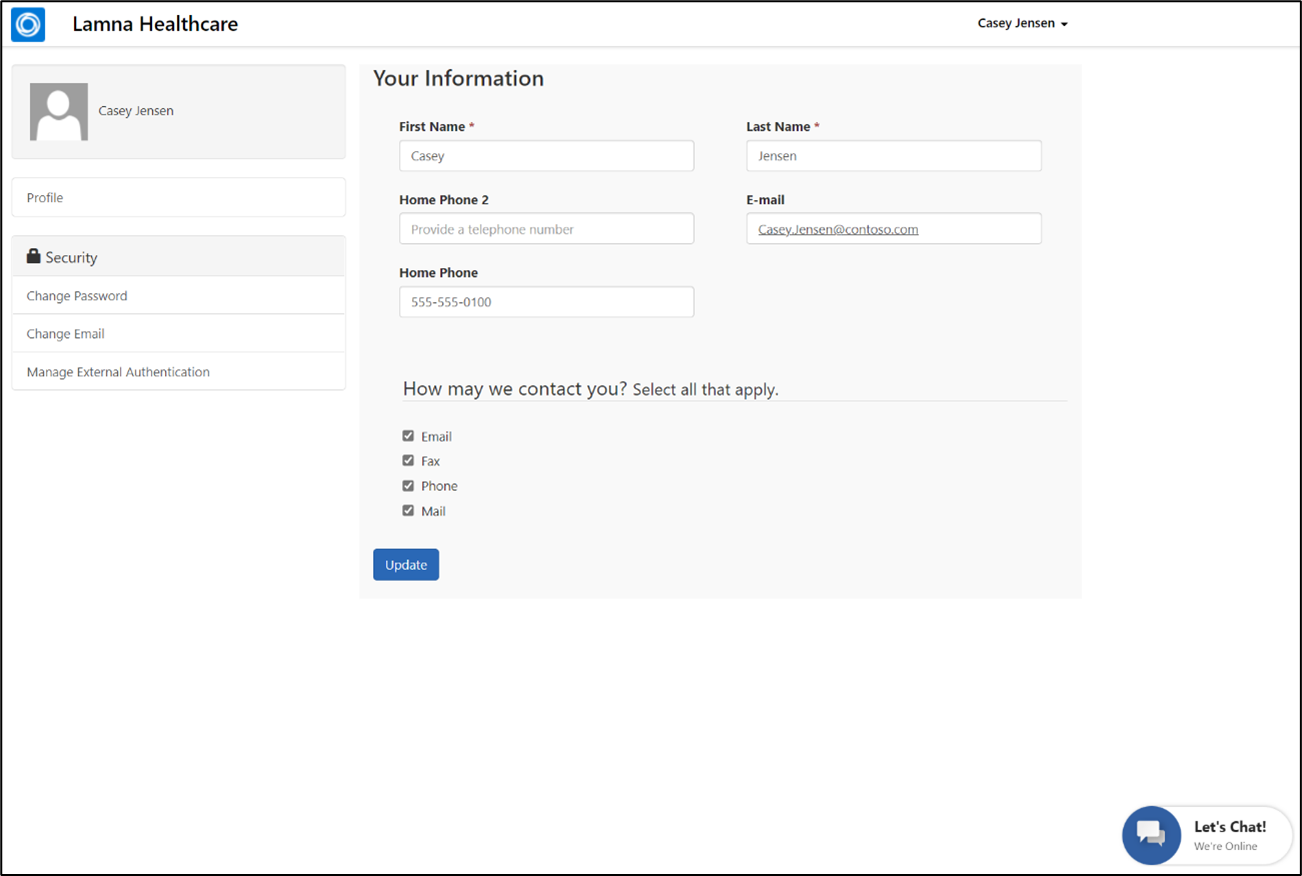 Lamna Healthcare
Casey Jensen
Casey Jensen
Profile
Security
Change Password
Change Email
Manage External Authentication
Your Information
First Name *
Casey
Last Name *
Jensen
Home Phone 2
Provide a telephone number
E-mail
Casey.Jensen@contoso.com
Home Phone
555-555-0100
How may we contact you? Select all that apply.
Email
Fax
Phone
Mail
Update
Let's Chat!
We're Online